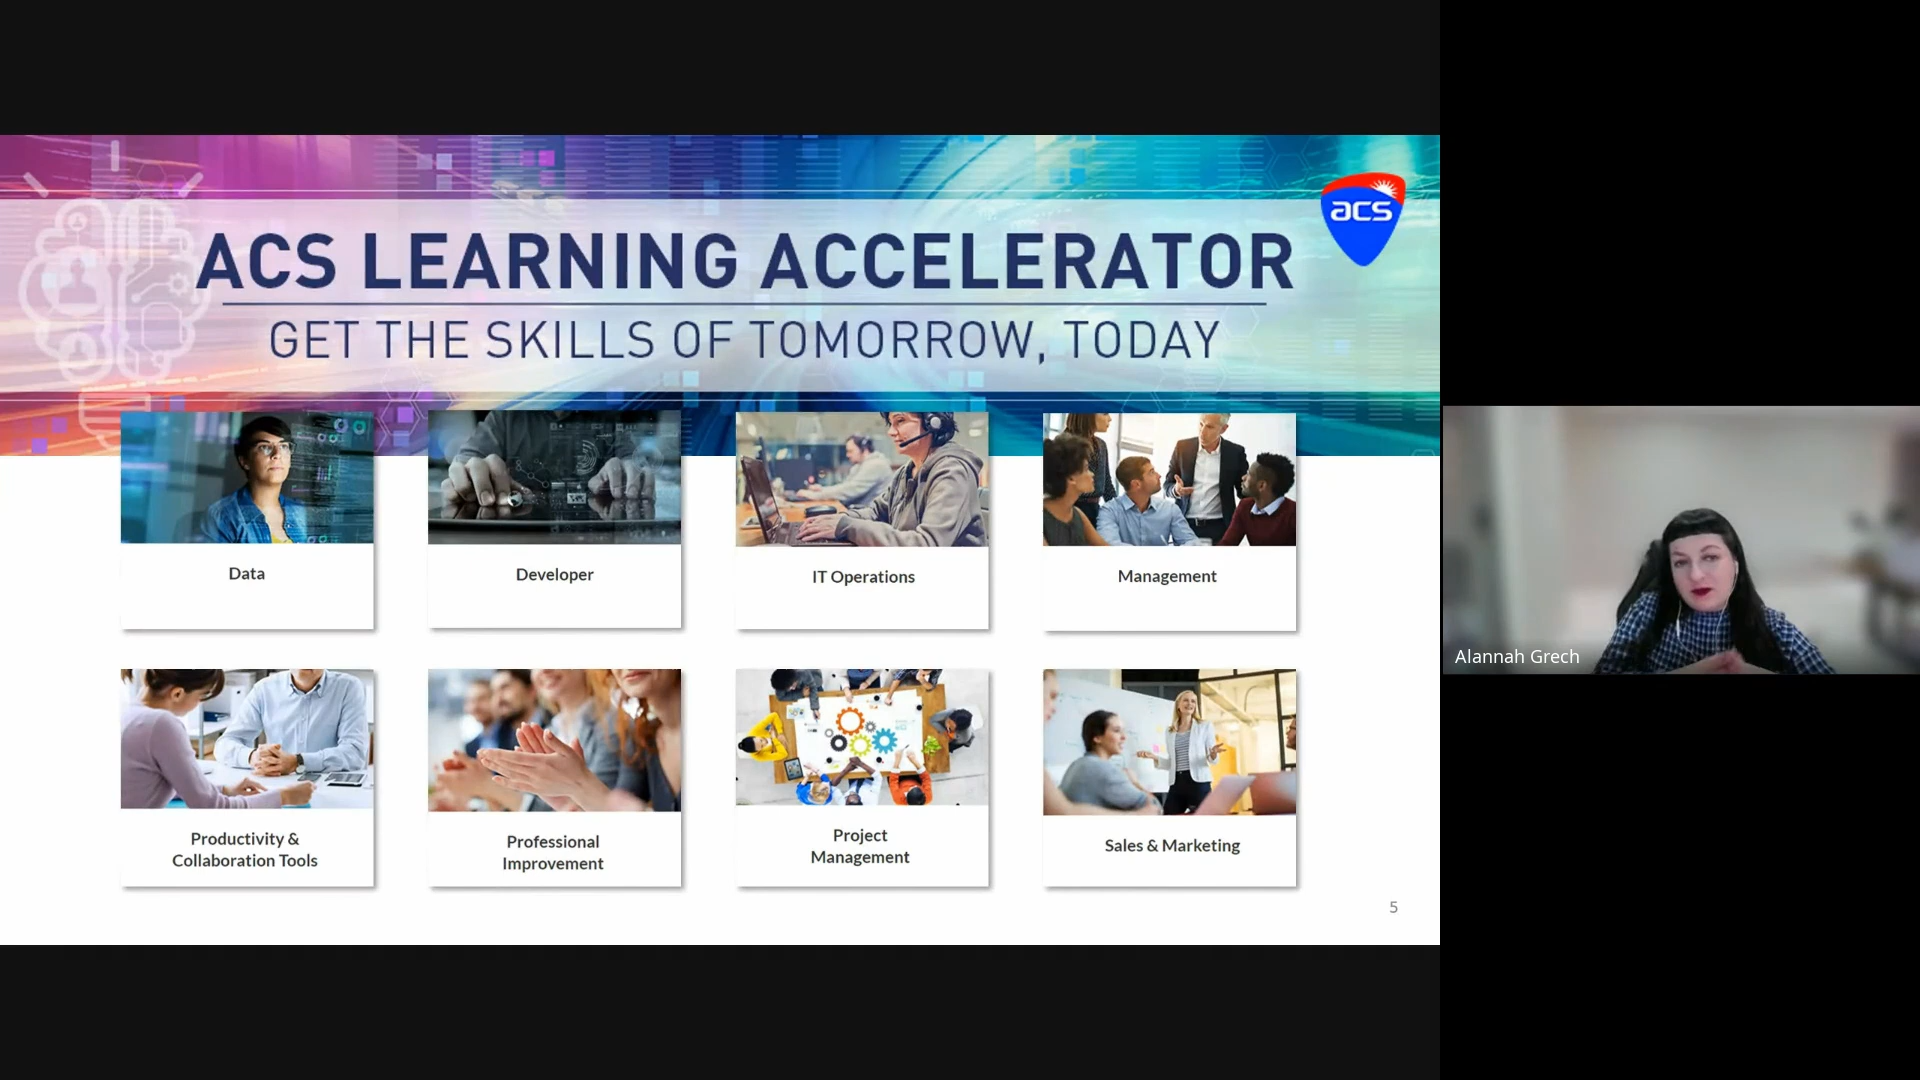 ACS LEARNING ACCELERATOR
acs
GET THE SKILLS OF TOMORROW, TODAY
Data
Developer
IT Operations
Management
Productivity &
Collaboration Tools
Professional
Improvement
Project
Management
Sales & Marketing
5
Alannah Grech